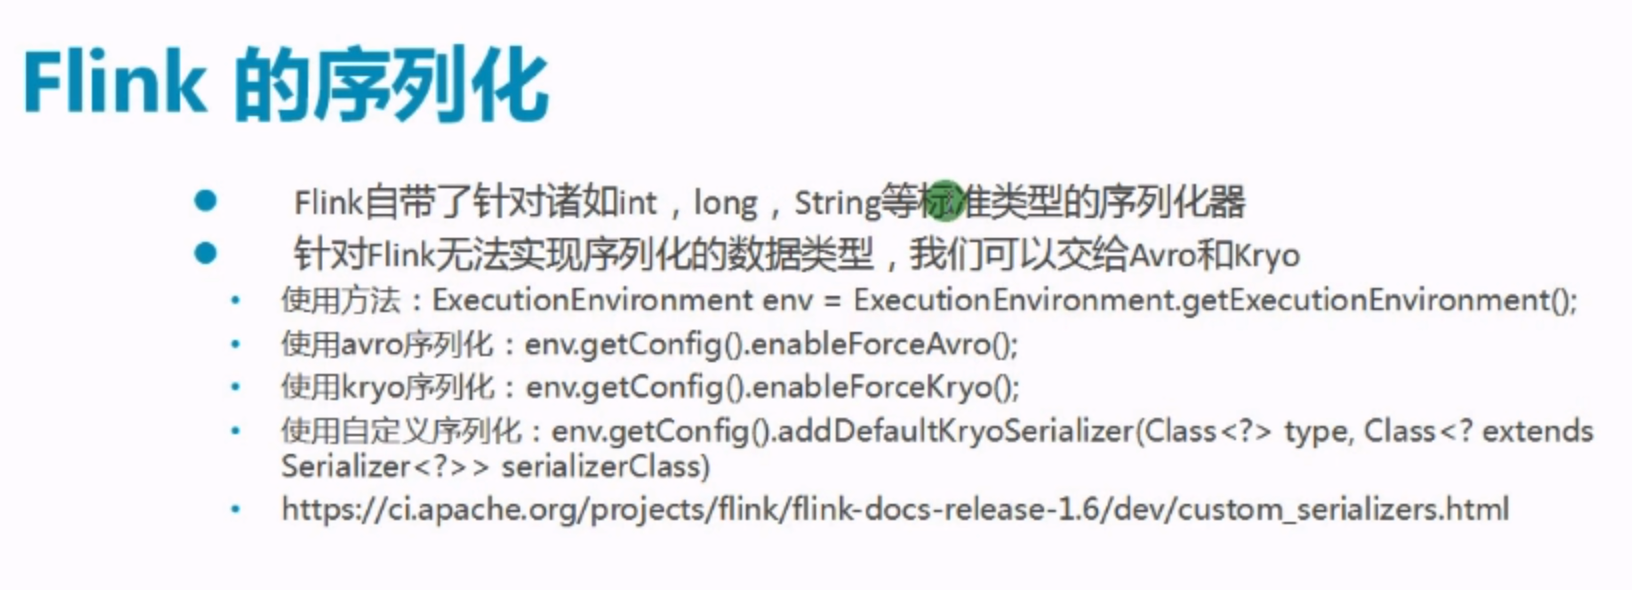 Flink 的序列化
Flink自带了针对诸如int，long，String等标准类型的序列化器
针对Flink无法实现序列化的数据类型，我们可以交给Avro和Kryo
使用方法：ExecutionEnvironment env = ExecutionEnvironment.getExecutionEnvironment();
使用avro序列化：env.getConfig().enableForceAvro();
使用kryo序列化：env.getConfig().enableForceKryo();
使用自定义序列化：env.getConfig().addDefaultKryoSerializer(Class<?> type, Class<? extends
Serializer<?>> serializerClass)
https://ci.apache.org/projects/flink/flink-docs-release-1.6/dev/custom_serializers.html